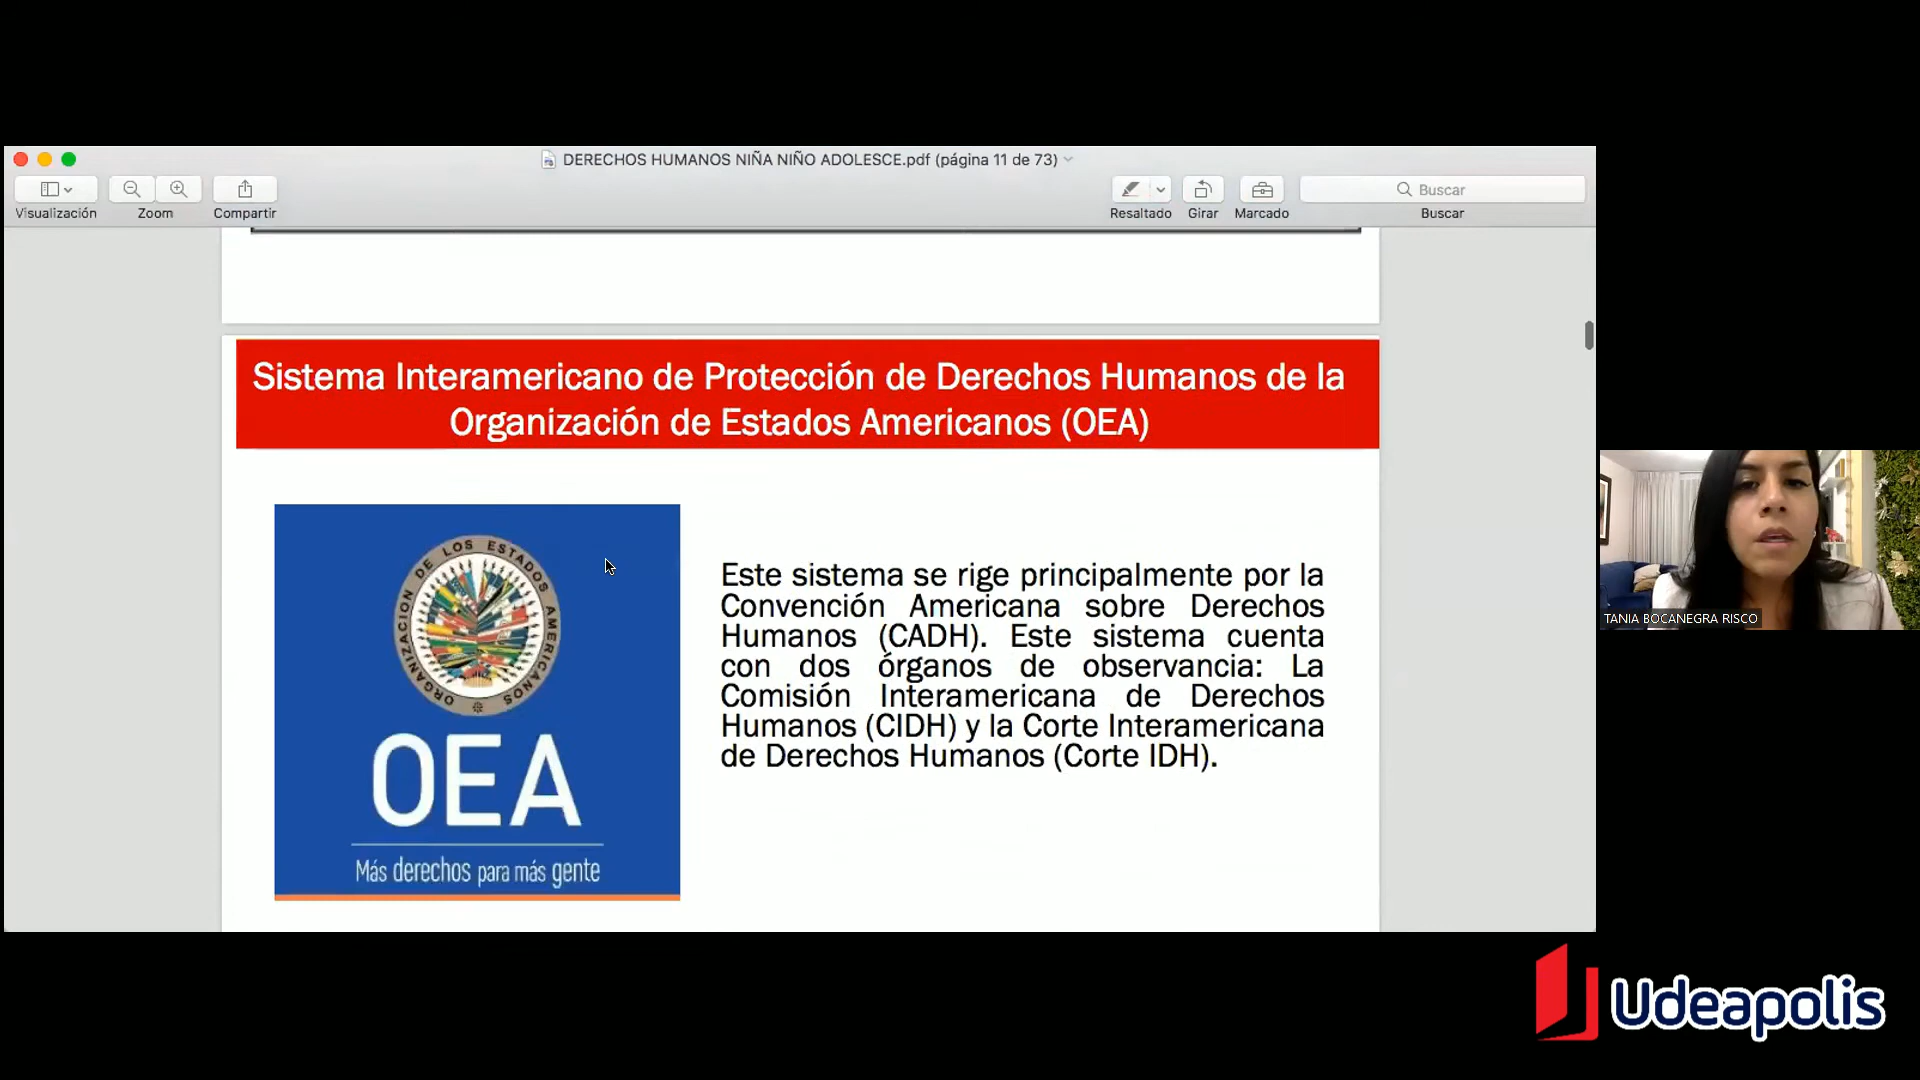 DERECHOS HUMANOS NIÑA NIÑO ADOLESCE.pdf (página 11 de 73)
Visualización
Zoom
Compartir
Resaltado
Girar
Marcado
Buscar
Buscar
Sistema Interamericano de Protección de Derechos Humanos de la
Organización de Estados Americanos (OEA)
ORGANIZACION DE LOS ESTADOS AMERICANOS
OEA
Más derechos para más gente
Este sistema se rige principalmente por la
Convención Americana sobre Derechos
Humanos (CADH). Este sistema cuenta
con dos órganos de observancia: La
Comisión Interamericana de Derechos
Humanos (CIDH) y la Corte Interamericana
de Derechos Humanos (Corte IDH).
TANIA BOCANEGRA RISCO
Udeapolis